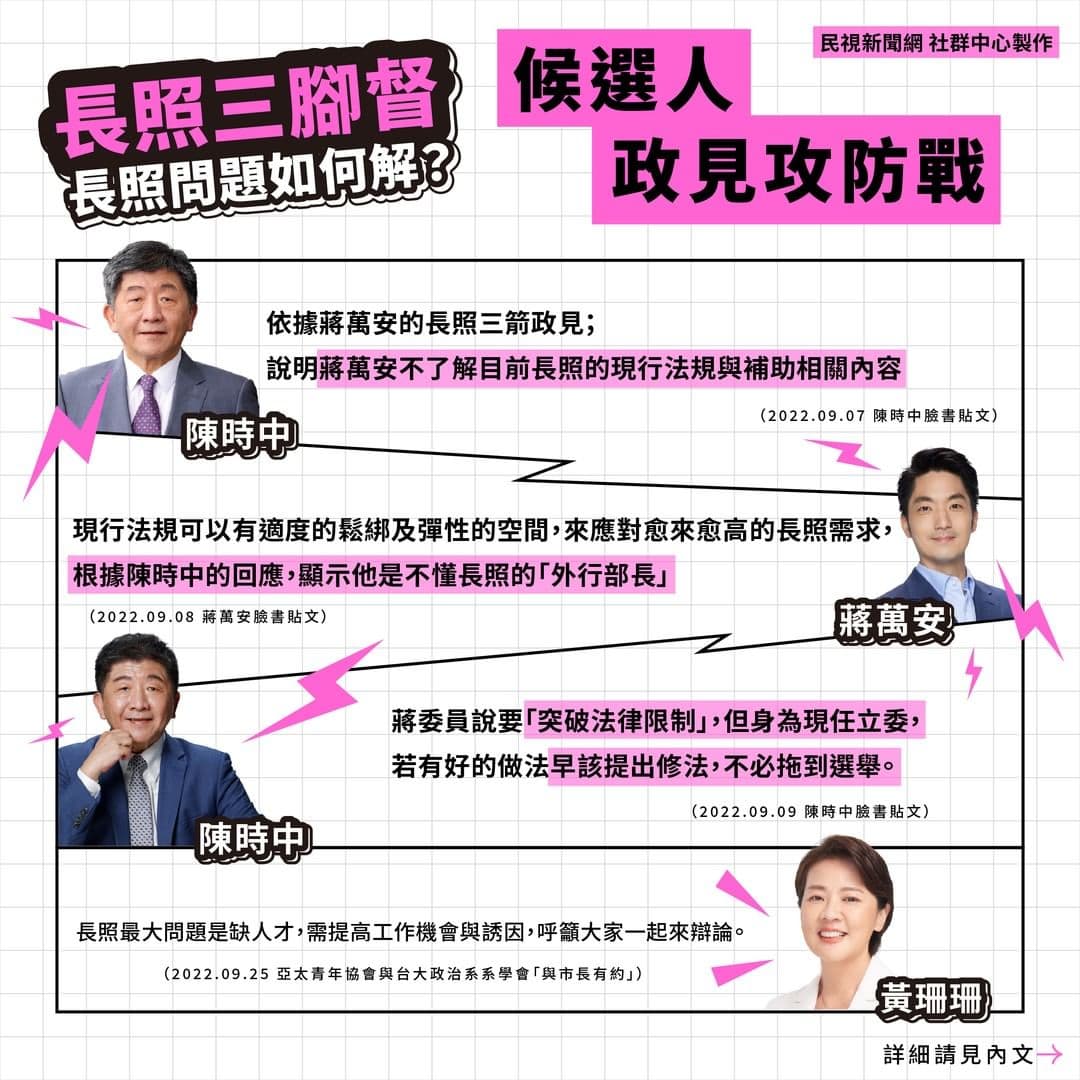 民視新聞網 社群中心製作
長照三腳督
長照問題如何解？
候選人
政見攻防戰
依據蔣萬安的長照三箭政見；
說明蔣萬安不了解目前長照的現行法規與補助相關內容
（2022.09.07 陳時中臉書貼文）
陳時中
現行法規可以有適度的鬆綁及彈性的空間，來應對愈來愈高的長照需求，
根據陳時中的回應，顯示他是不懂長照的「外行部長」
（2022.09.08 蔣萬安臉書貼文）
蔣萬安
蔣委員說要「突破法律限制」，但身為現任立委，
若有好的做法早該提出修法，不必拖到選舉。
（2022.09.09 陳時中臉書貼文）
陳時中
長照最大問題是缺人才，需提高工作機會與誘因，呼籲大家一起來辯論。
（2022.09.25 亞太青年協會與台大政治系系學會「與市長有約」）
黃珊珊
詳細請見內文→